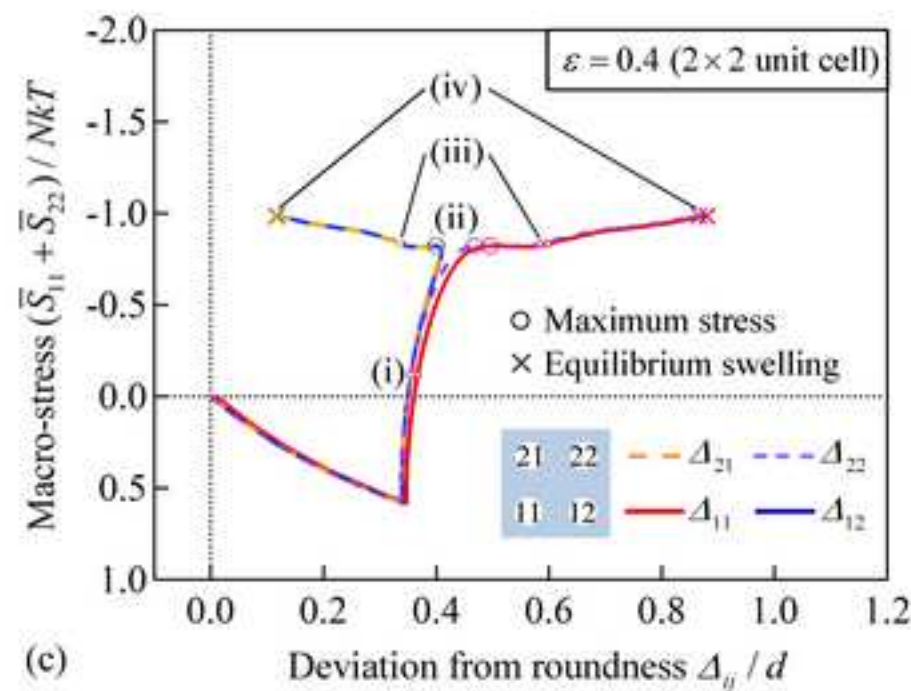 -2.0
ε = 0.4 (2 × 2 unit cell)
(iv)
-1.5
(iii)
-1.0
(ii)
-0.5
Maximum stress
(i)
Equilibrium swelling
0.0
21 22
Δ21
Δ22
0.5
11 12
Δ11
Δ12
1.0
0.0 0.2 0.4 0.6 0.8 1.0 1.2
Macro-stress (S̅11 + S̅22) / NkT
(c)
Deviation from roundness Δij / d